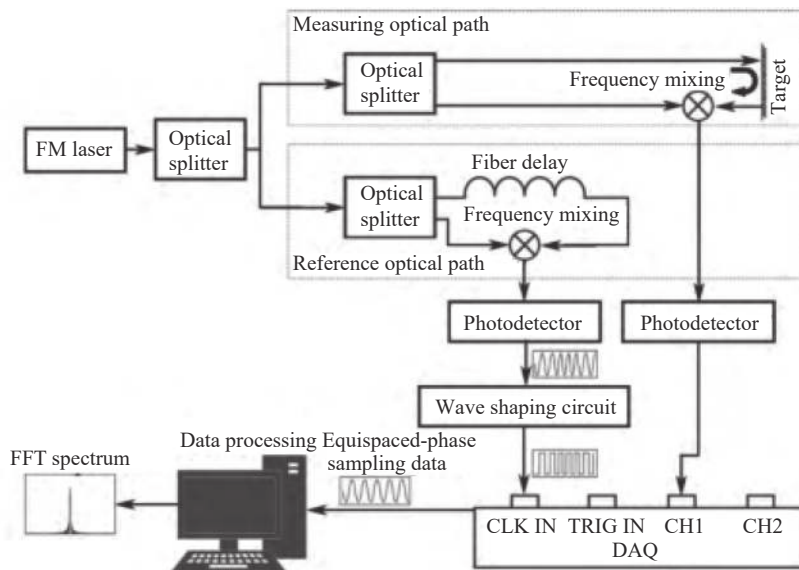 Measuring optical path
Optical
splitter
Frequency mixing
Target
FM laser
Optical
splitter
Fiber delay
Optical
splitter
Frequency mixing
Reference optical path
Photodetector
Photodetector
Wave shaping circuit
Data processing
Equispaced-phase
sampling data
FFT spectrum
CLK IN
TRIG IN
CH1
CH2
DAQ